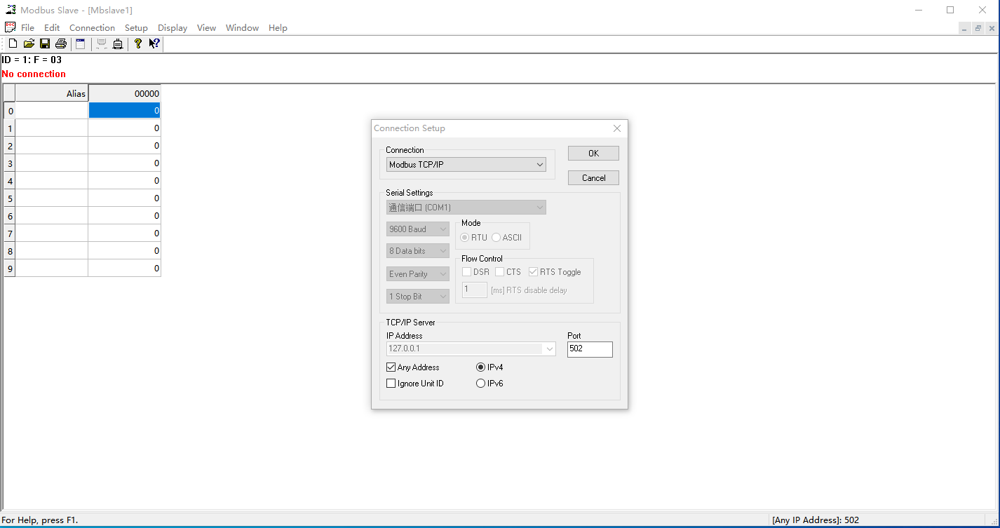 Modbus Slave - [Mbslave1]
File Edit Connection Setup Display View Window Help
ID = 1: F = 03
No connection
Alias 00000
0 0
1 0
2 0
3 0
4 0
5 0
6 0
7 0
8 0
9 0
Connection Setup
Connection
Modbus TCP/IP
OK
Cancel
Serial Settings
通信端口 (COM1)
9600 Baud
8 Data bits
Even Parity
1 Stop Bit
Mode
RTU ASCII
Flow Control
DSR CTS RTS Toggle
1 [ms] RTS disable delay
TCP/IP Server
IP Address Port
127.0.0.1 502
Any Address IPv4
Ignore Unit ID IPv6
For Help, press F1. [Any IP Address]: 502